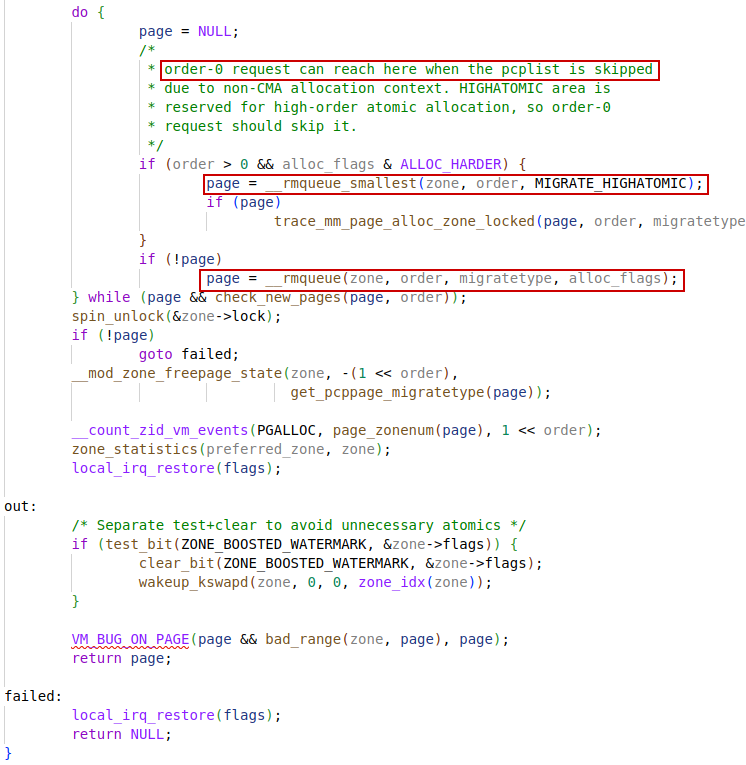 do {
page = NULL;
/*
* order-0 request can reach here when the pcplist is skipped
* due to non-CMA allocation context. HIGHATOMIC area is
* reserved for high-order atomic allocation, so order-0
* request should skip it.
*/
if (order > 0 && alloc_flags & ALLOC_HARDER) {
page = __rmqueue_smallest(zone, order, MIGRATE_HIGHATOMIC);
if (page)
trace_mm_page_alloc_zone_locked(page, order, migratetype
}
if (!page)
page = __rmqueue(zone, order, migratetype, alloc_flags);
} while (page && check_new_pages(page, order));
spin_unlock(&zone->lock);
if (!page)
goto failed;
__mod_zone_freepage_state(zone, -(1 << order),
get_pcppage_migratetype(page));
__count_zid_vm_events(PGALLOC, page_zonenum(page), 1 << order);
zone_statistics(preferred_zone, zone);
local_irq_restore(flags);
out:
/* Separate test+clear to avoid unnecessary atomics */
if (test_bit(ZONE_BOOSTED_WATERMARK, &zone->flags)) {
clear_bit(ZONE_BOOSTED_WATERMARK, &zone->flags);
wakeup_kswapd(zone, 0, 0, zone_idx(zone));
}
VM_BUG_ON_PAGE(page && bad_range(zone, page), page);
return page;
failed:
local_irq_restore(flags);
return NULL;
}